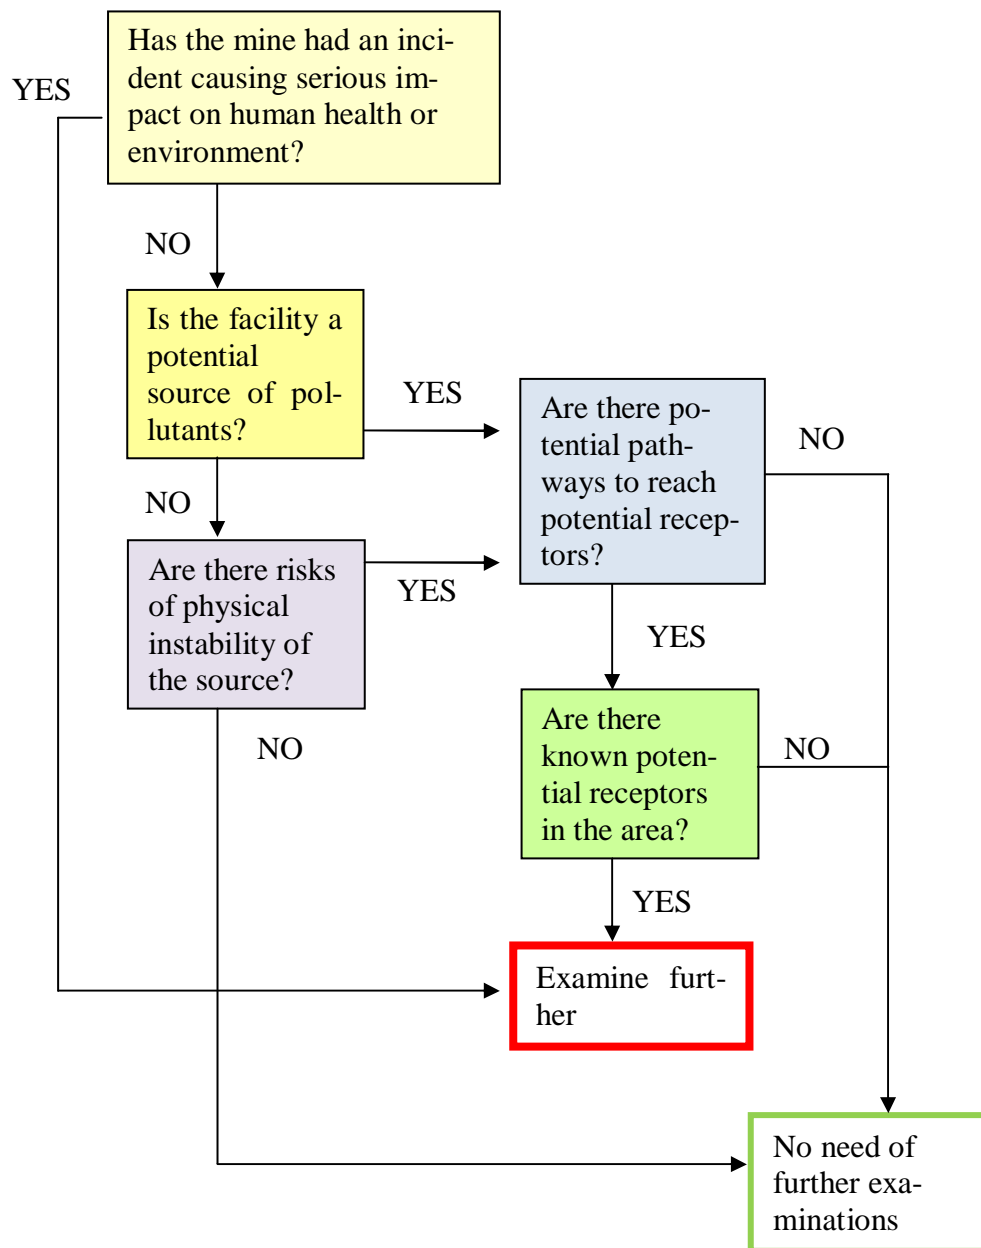 Has the mine had an inci-
dent causing serious im-
pact on human health or
environment?
YES
NO
Is the facility a
potential
source of pol-
lutants?
YES
NO
Are there po-
tential path-
ways to reach
potential recep-
tors?
NO
YES
Are there risks
of physical
instability of
the source?
YES
NO
Are there
known poten-
tial receptors
in the area?
NO
YES
Examine furt-
her
No need of
further exa-
minations